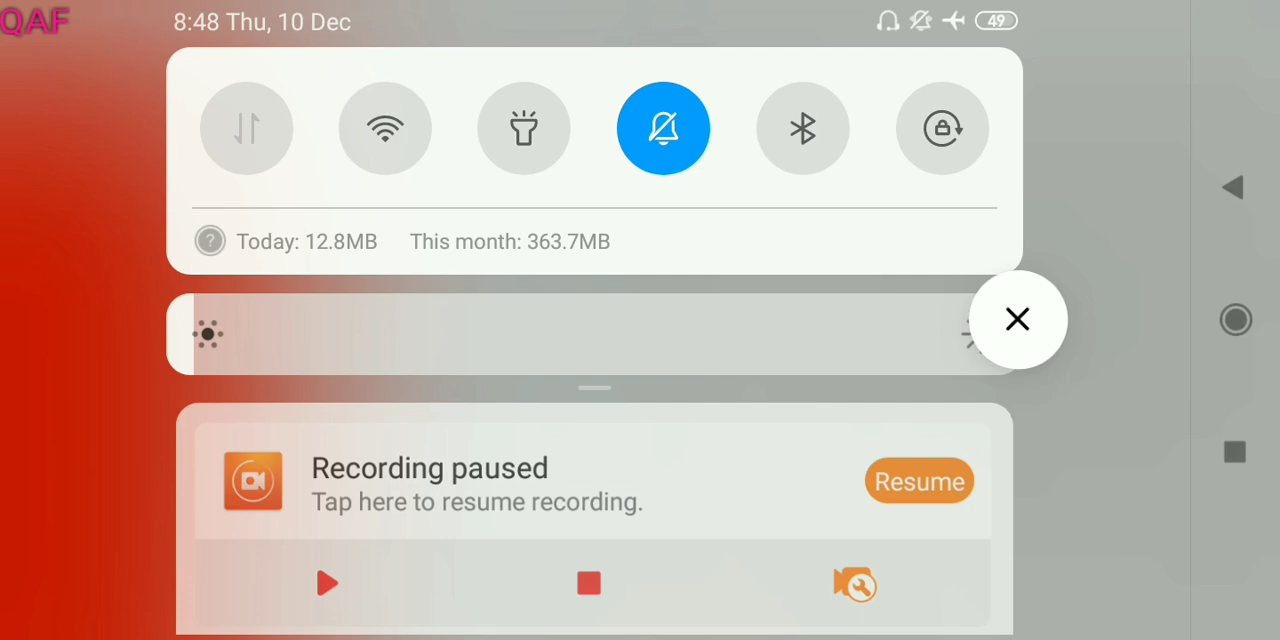 QAF
8:48 Thu, 10 Dec
49
Today: 12.8MB This month: 363.7MB
Recording paused
Tap here to resume recording.
Resume